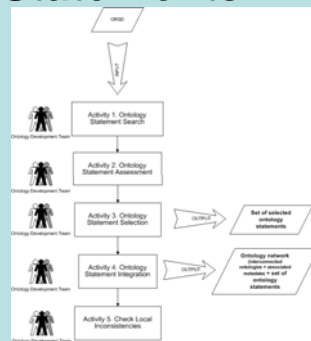 ORSD
INPUT
Activity 1. Ontology
Statement Search
Ontology Development Team
Activity 2. Ontology
Statement Assessment
Ontology Development Team
Activity 3. Ontology
Statement Selection
Ontology Development Team
OUTPUT
Set of selected
ontology
statements
Activity 4. Ontology
Statement Integration
Ontology Development Team
OUTPUT
Ontology network
(interconnected
ontologies + associated
metadata) + set of
ontology
statements
Activity 5. Check Local
Inconsistencies
Ontology Development Team